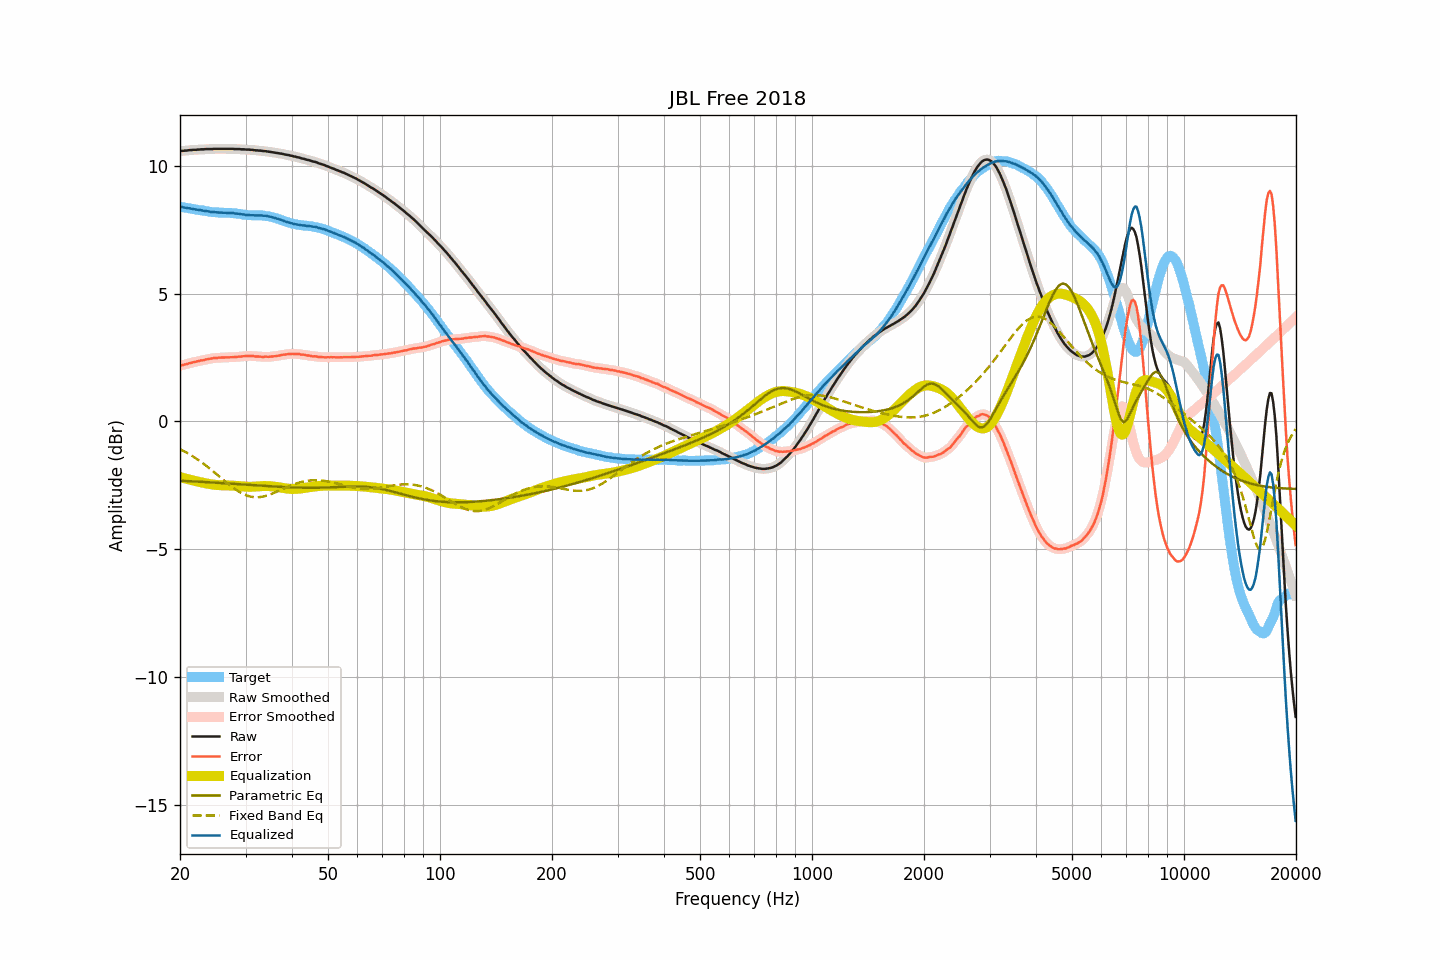 JBL Free 2018
Amplitude (dBr)
10
5
0
−5
−10
−15
Target
Raw Smoothed
Error Smoothed
Raw
Error
Equalization
Parametric Eq
Fixed Band Eq
Equalized
20 50 100 200 500 1000 2000 5000 10000 20000
Frequency (Hz)